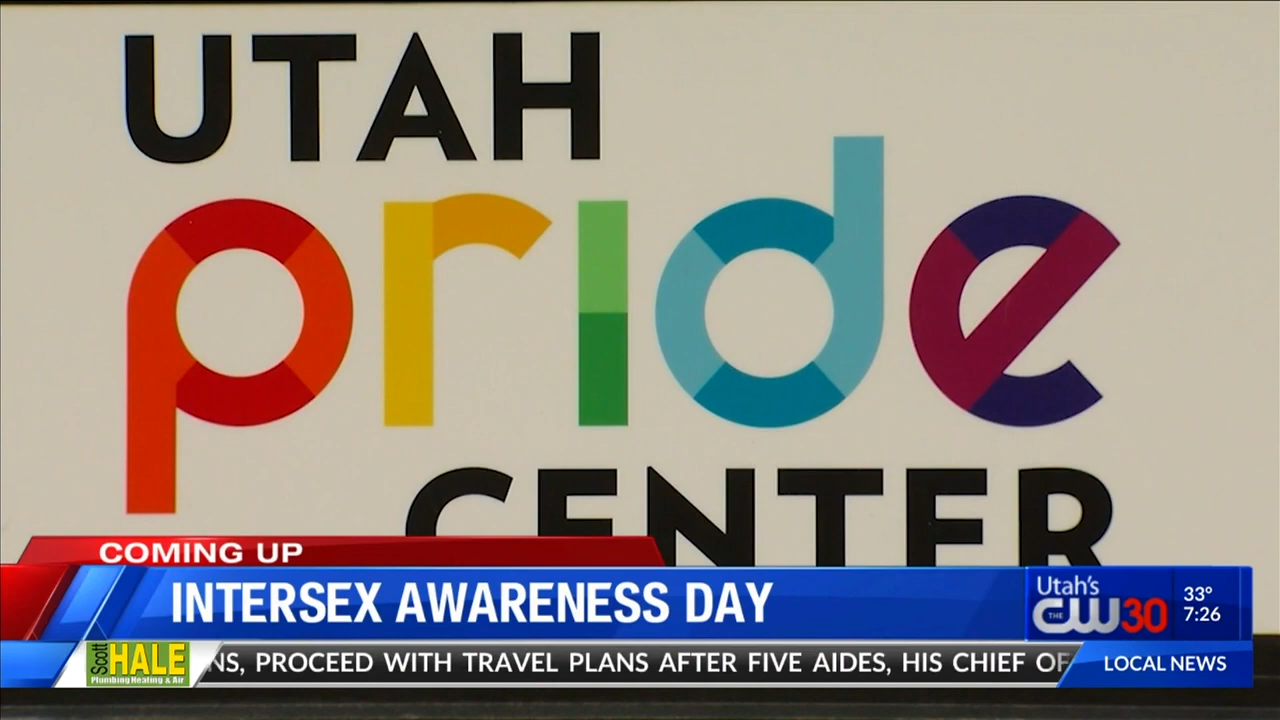 UTAH
pride
CENTER
COMING UP
INTERSEX AWARENESS DAY
Utah's
THE CW30
33°
7:26
Scott
HALE
Plumbing Heating & Air
NS, PROCEED WITH TRAVEL PLANS AFTER FIVE AIDES, HIS CHIEF OF
LOCAL NEWS